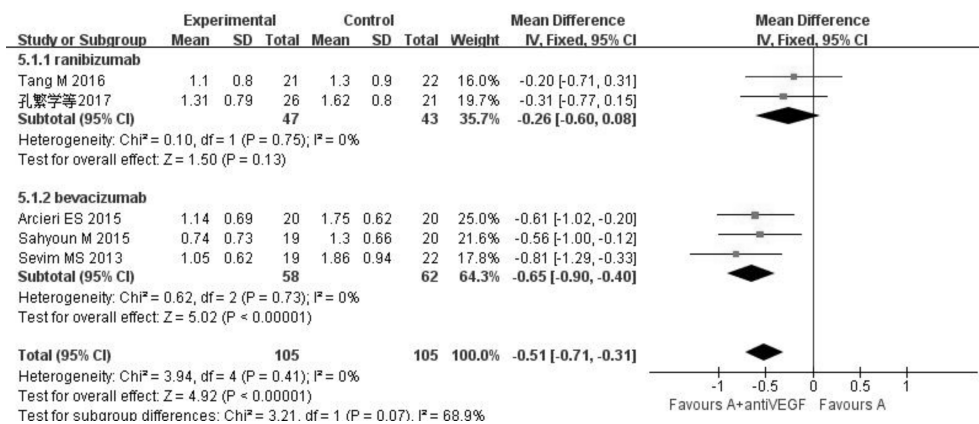 Experimental Control Mean Difference Mean Difference
Study or Subgroup Mean SD Total Mean SD Total Weight IV, Fixed, 95% CI IV, Fixed, 95% CI
5.1.1 ranibizumab
Tang M 2016 1.1 0.8 21 1.3 0.9 22 16.0% -0.20 [-0.71, 0.31]
孔繁学等2017 1.31 0.79 26 1.62 0.8 21 19.7% -0.31 [-0.77, 0.15]
Subtotal (95% CI) 47 43 35.7% -0.26 [-0.60, 0.08]
Heterogeneity: Chi² = 0.10, df = 1 (P = 0.75); I² = 0%
Test for overall effect: Z = 1.50 (P = 0.13)
5.1.2 bevacizumab
Arcieri ES 2015 1.14 0.69 20 1.75 0.62 20 25.0% -0.61 [-1.02, -0.20]
Sahyoun M 2015 0.74 0.73 19 1.3 0.66 20 21.6% -0.56 [-1.00, -0.12]
Sevim MS 2013 1.05 0.62 19 1.86 0.94 22 17.8% -0.81 [-1.29, -0.33]
Subtotal (95% CI) 58 62 64.3% -0.65 [-0.90, -0.40]
Heterogeneity: Chi² = 0.62, df = 2 (P = 0.73); I² = 0%
Test for overall effect: Z = 5.02 (P < 0.00001)
Total (95% CI) 105 105 100.0% -0.51 [-0.71, -0.31]
Heterogeneity: Chi² = 3.94, df = 4 (P = 0.41); I² = 0%
Test for overall effect: Z = 4.92 (P < 0.00001)
Test for subgroup differences: Chi² = 3.21, df = 1 (P = 0.07), I² = 68.9%
-1 -0.5 0 0.5 1
Favours A+antiVEGF Favours A